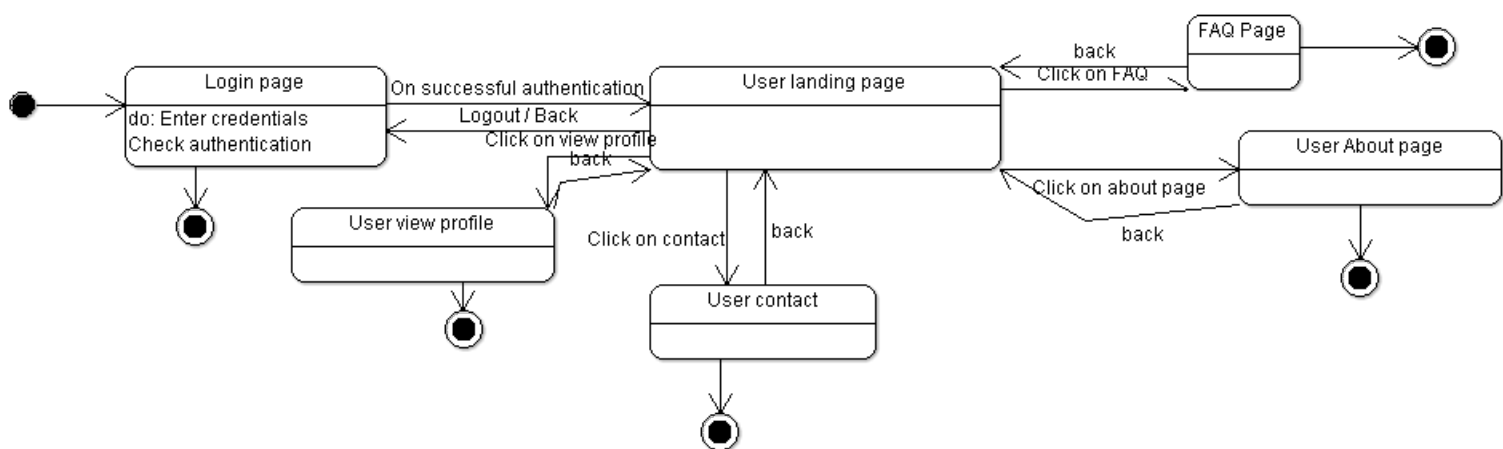 FAQ Page
back
Click on FAQ
Login page
do: Enter credentials
Check authentication
On successful authentication
Logout / Back
User landing page
Click on view profile
back
User About page
Click on about page
back
User view profile
Click on contact
back
User contact